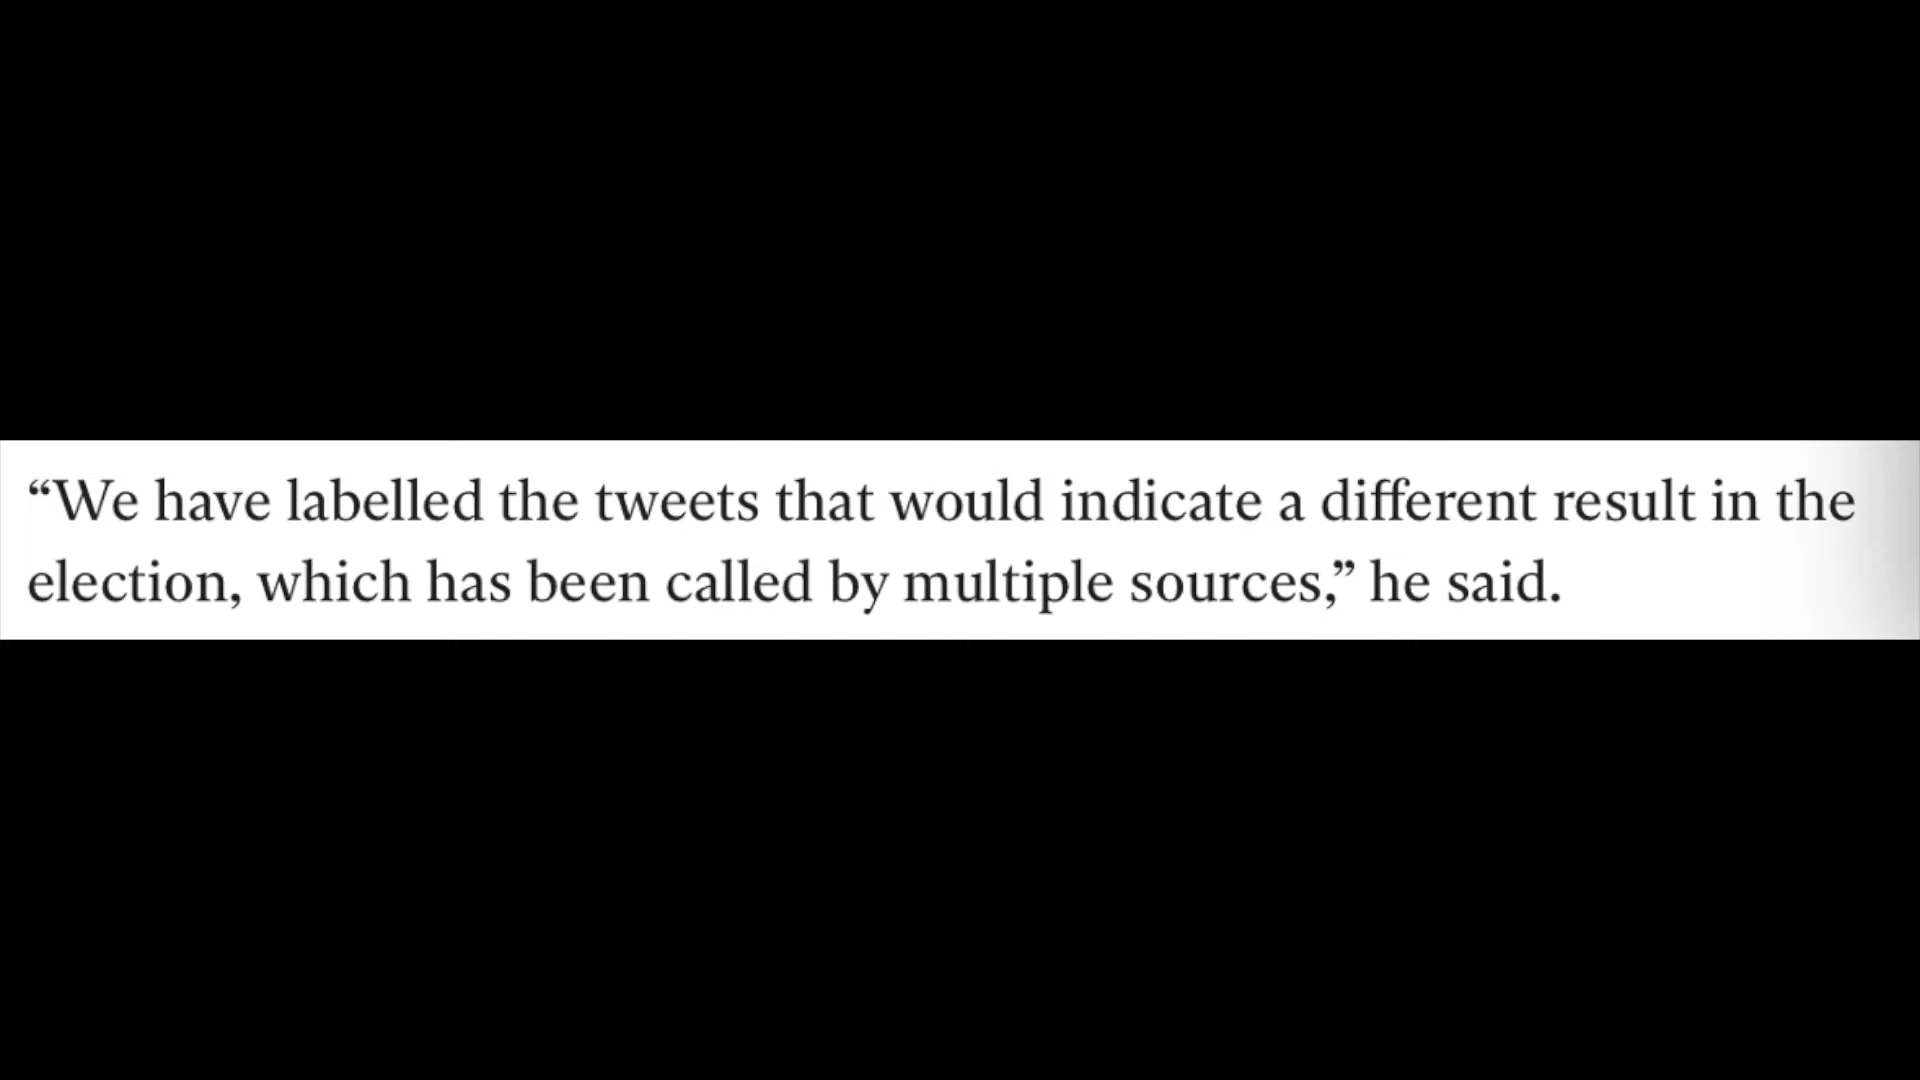 “We have labelled the tweets that would indicate a different result in the
election, which has been called by multiple sources,” he said.